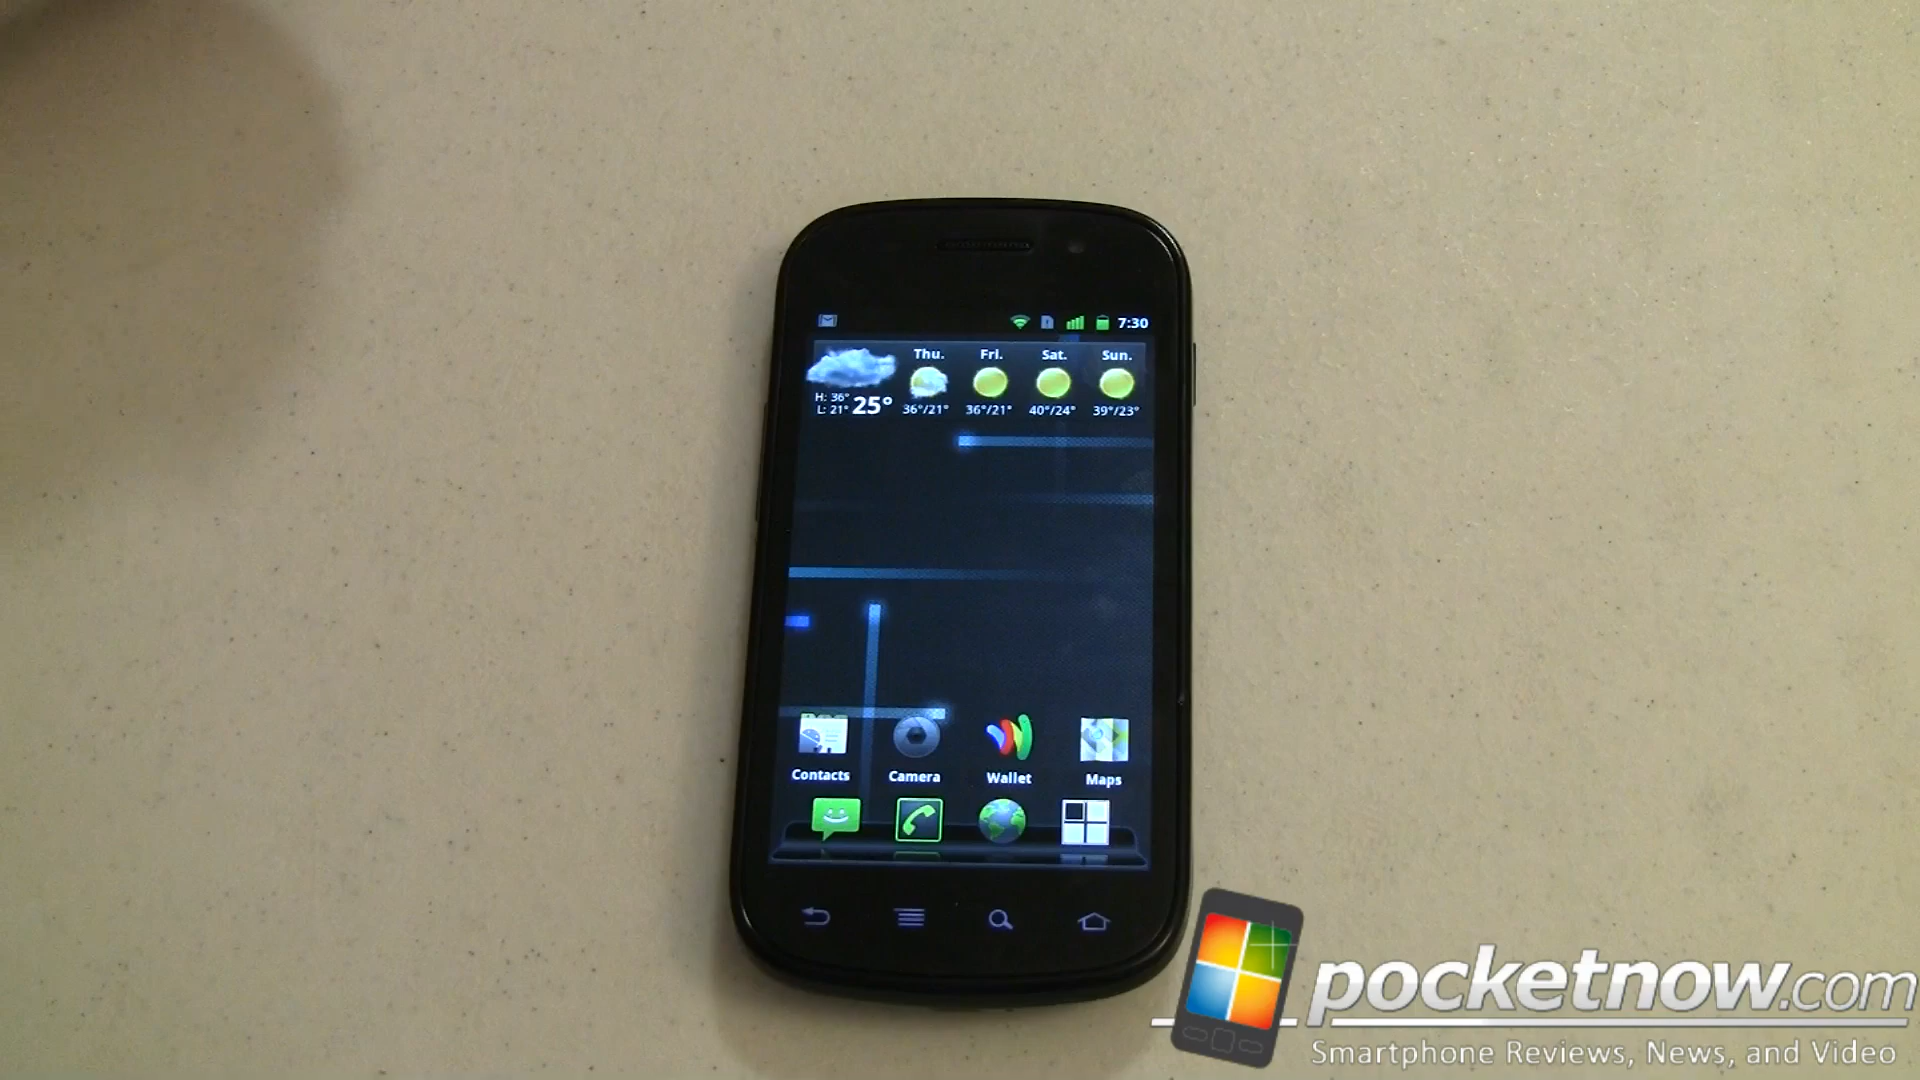 7:30
Thu. Fri. Sat. Sun.
H: 36°
L: 21° 25° 36°/21° 36°/21° 40°/24° 39°/23°
Contacts Camera Wallet Maps
pocketnow.com
Smartphone Reviews, News, and Video